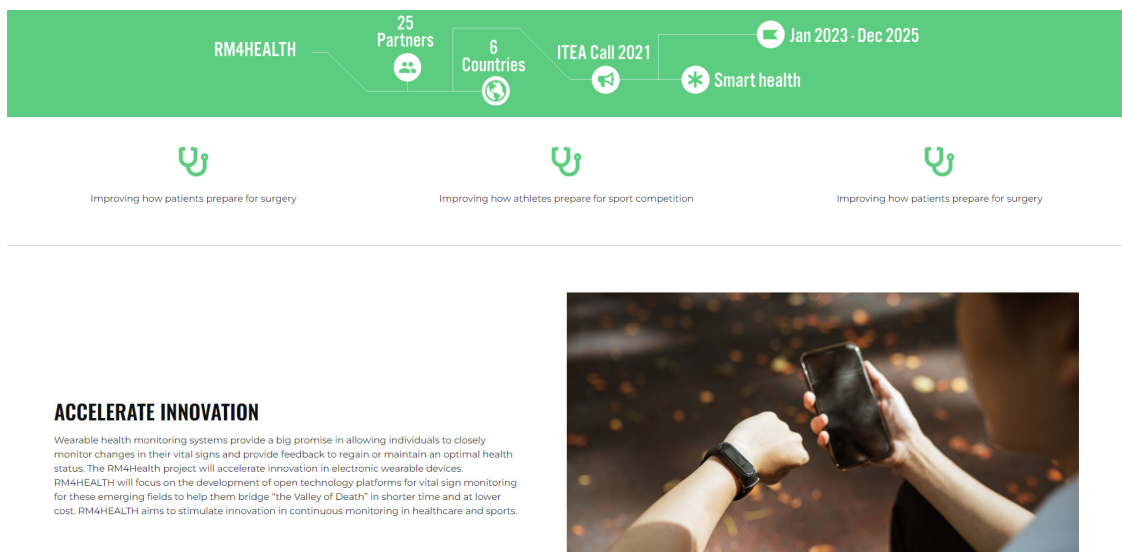 RM4HEALTH
25
Partners
6
Countries
ITEA Call 2021
Jan 2023 - Dec 2025
Smart health
Improving how patients prepare for surgery
Improving how athletes prepare for sport competition
Improving how patients prepare for surgery
ACCELERATE INNOVATION
Wearable health monitoring systems provide a big promise in allowing individuals to closely
monitor changes in their vital signs and provide feedback to regain or maintain an optimal health
status. The RM4Health project will accelerate innovation in electronic wearable devices.
RM4HEALTH will focus on the development of open technology platforms for vital sign monitoring
for these emerging fields to help them bridge “the Valley of Death” in shorter time and at lower
cost. RM4HEALTH aims to stimulate innovation in continuous monitoring in healthcare and sports.